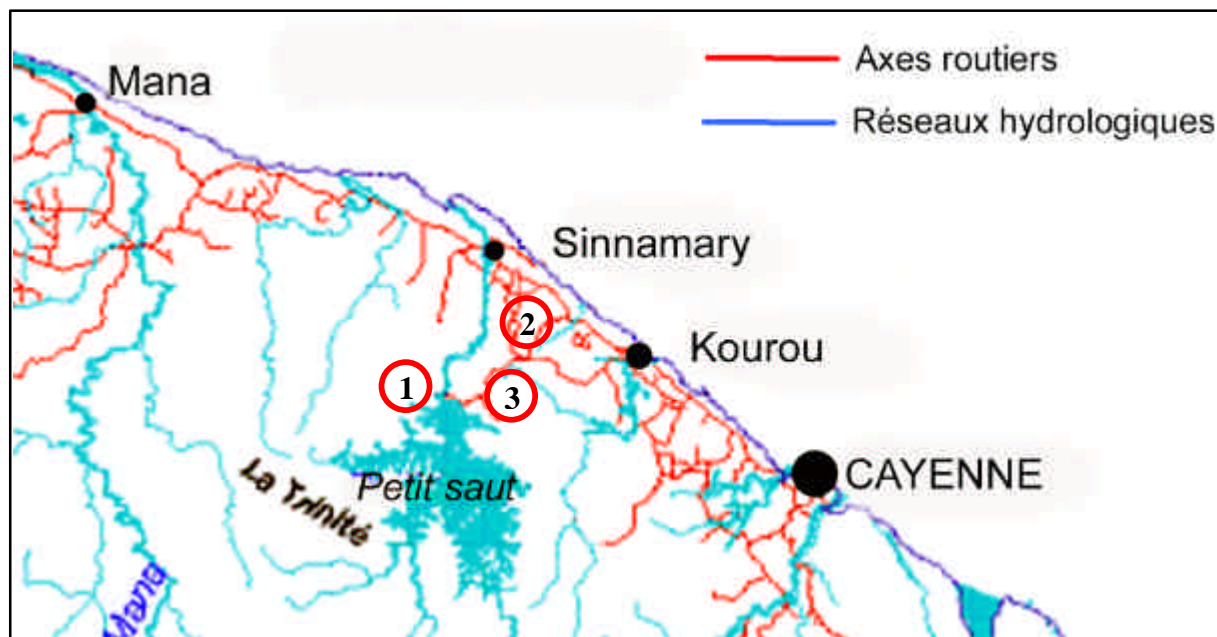 Axes routiers
Mana
Réseaux hydrologiques
Sinnamary
2
Kourou
1
3
CAYENNE
Petit saut
La Trinité
Mana